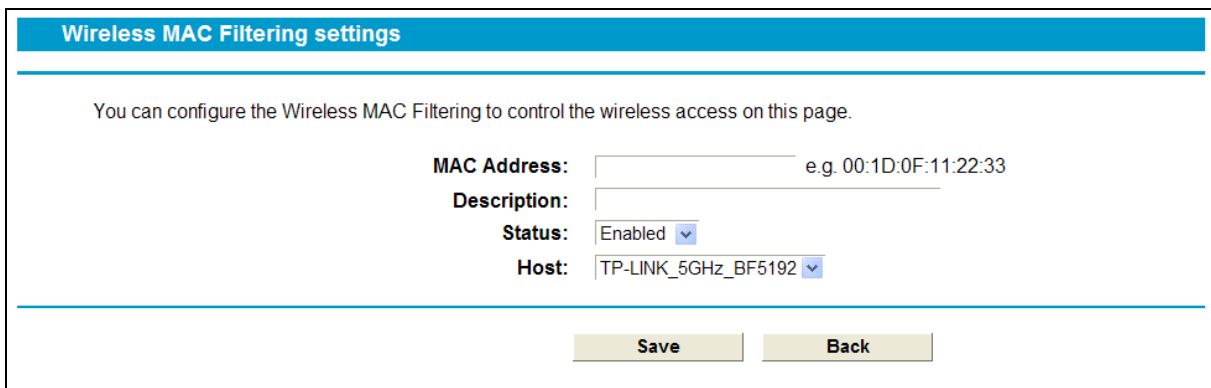 Wireless MAC Filtering settings
You can configure the Wireless MAC Filtering to control the wireless access on this page.
MAC Address: e.g. 00:1D:0F:11:22:33
Description:
Status: Enabled
Host: TP-LINK_5GHz_BF5192
Save Back